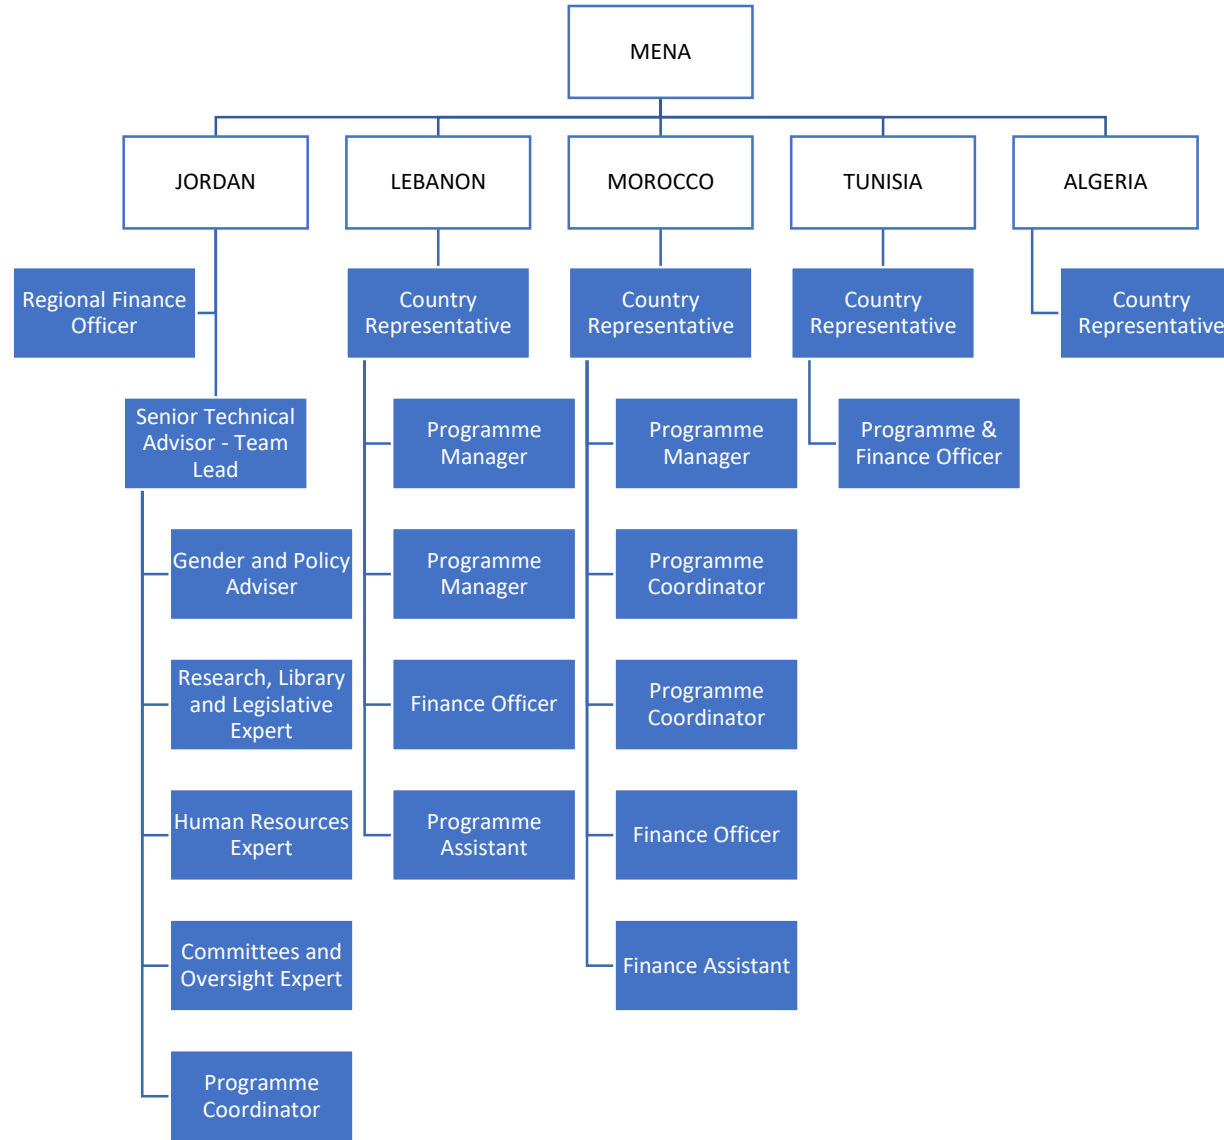 MENA
JORDAN
LEBANON
MOROCCO
TUNISIA
ALGERIA
Regional Finance
Officer
Country
Representative
Country
Representative
Country
Representative
Country
Representative
Senior Technical
Advisor - Team
Lead
Programme
Manager
Programme
Manager
Programme &
Finance Officer
Gender and Policy
Adviser
Programme
Manager
Programme
Coordinator
Research, Library
and Legislative
Expert
Finance Officer
Programme
Coordinator
Human Resources
Expert
Programme
Assistant
Finance Officer
Committees and
Oversight Expert
Finance Assistant
Programme
Coordinator